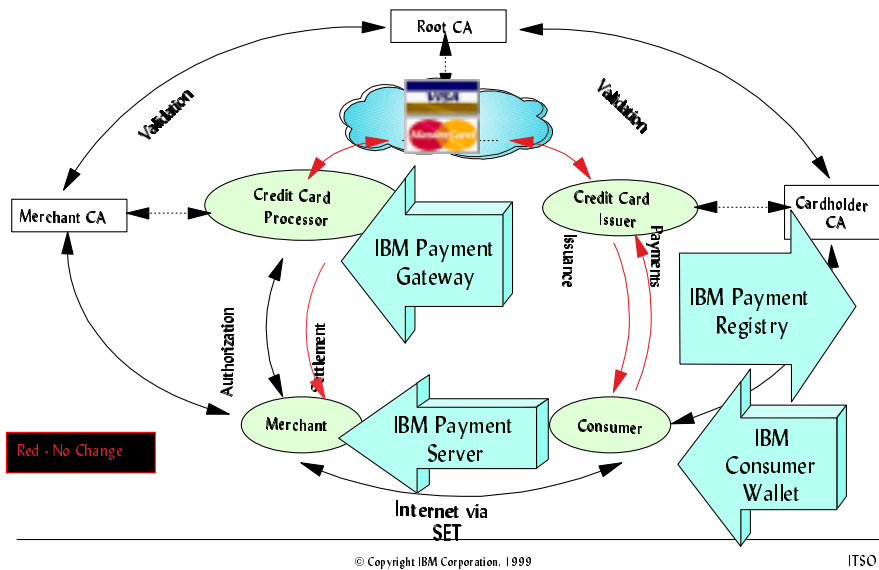 Root CA
VISA
MasterCard
Validation
Validation
Credit Card
Processor
Credit Card
Issuer
Merchant CA
Cardholder
CA
IBM Payment
Gateway
Issuance
Payments
IBM Payment
Registry
Authorization
Settlement
Merchant
IBM Payment
Server
Consumer
IBM
Consumer
Wallet
Red - No Change
Internet via
SET
© Copyright IBM Corporation, 1999
ITSO